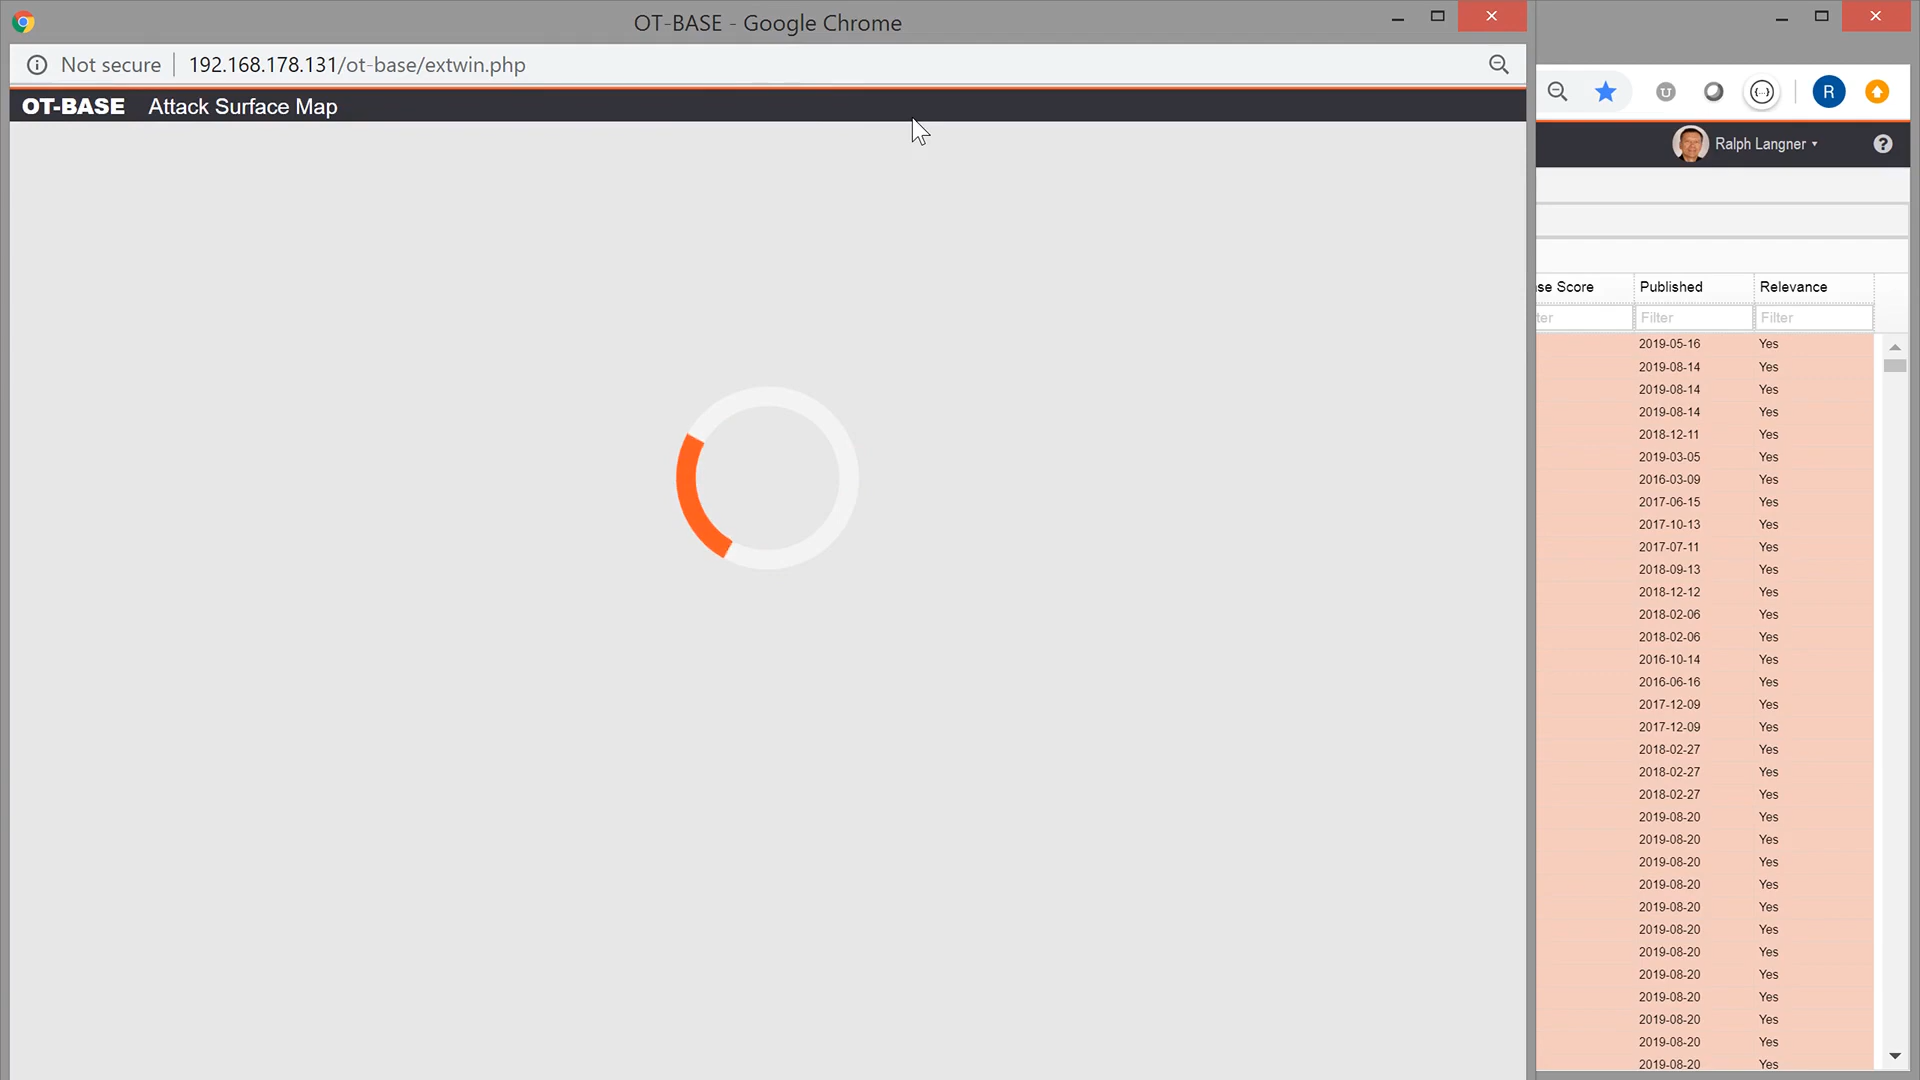 OT-BASE - Google Chrome
Not secure 192.168.178.131/ot-base/extwin.php
OT-BASE Attack Surface Map
R
Ralph Langner
?
se Score Published Relevance
ter Filter Filter
2019-05-16 Yes
2019-08-14 Yes
2019-08-14 Yes
2019-08-14 Yes
2018-12-11 Yes
2019-03-05 Yes
2016-03-09 Yes
2017-06-15 Yes
2017-10-13 Yes
2017-07-11 Yes
2018-09-13 Yes
2018-12-12 Yes
2018-02-06 Yes
2018-02-06 Yes
2016-10-14 Yes
2016-06-16 Yes
2017-12-09 Yes
2017-12-09 Yes
2018-02-27 Yes
2018-02-27 Yes
2018-02-27 Yes
2019-08-20 Yes
2019-08-20 Yes
2019-08-20 Yes
2019-08-20 Yes
2019-08-20 Yes
2019-08-20 Yes
2019-08-20 Yes
2019-08-20 Yes
2019-08-20 Yes
2019-08-20 Yes
2019-08-20 Yes
2019-08-20 Yes